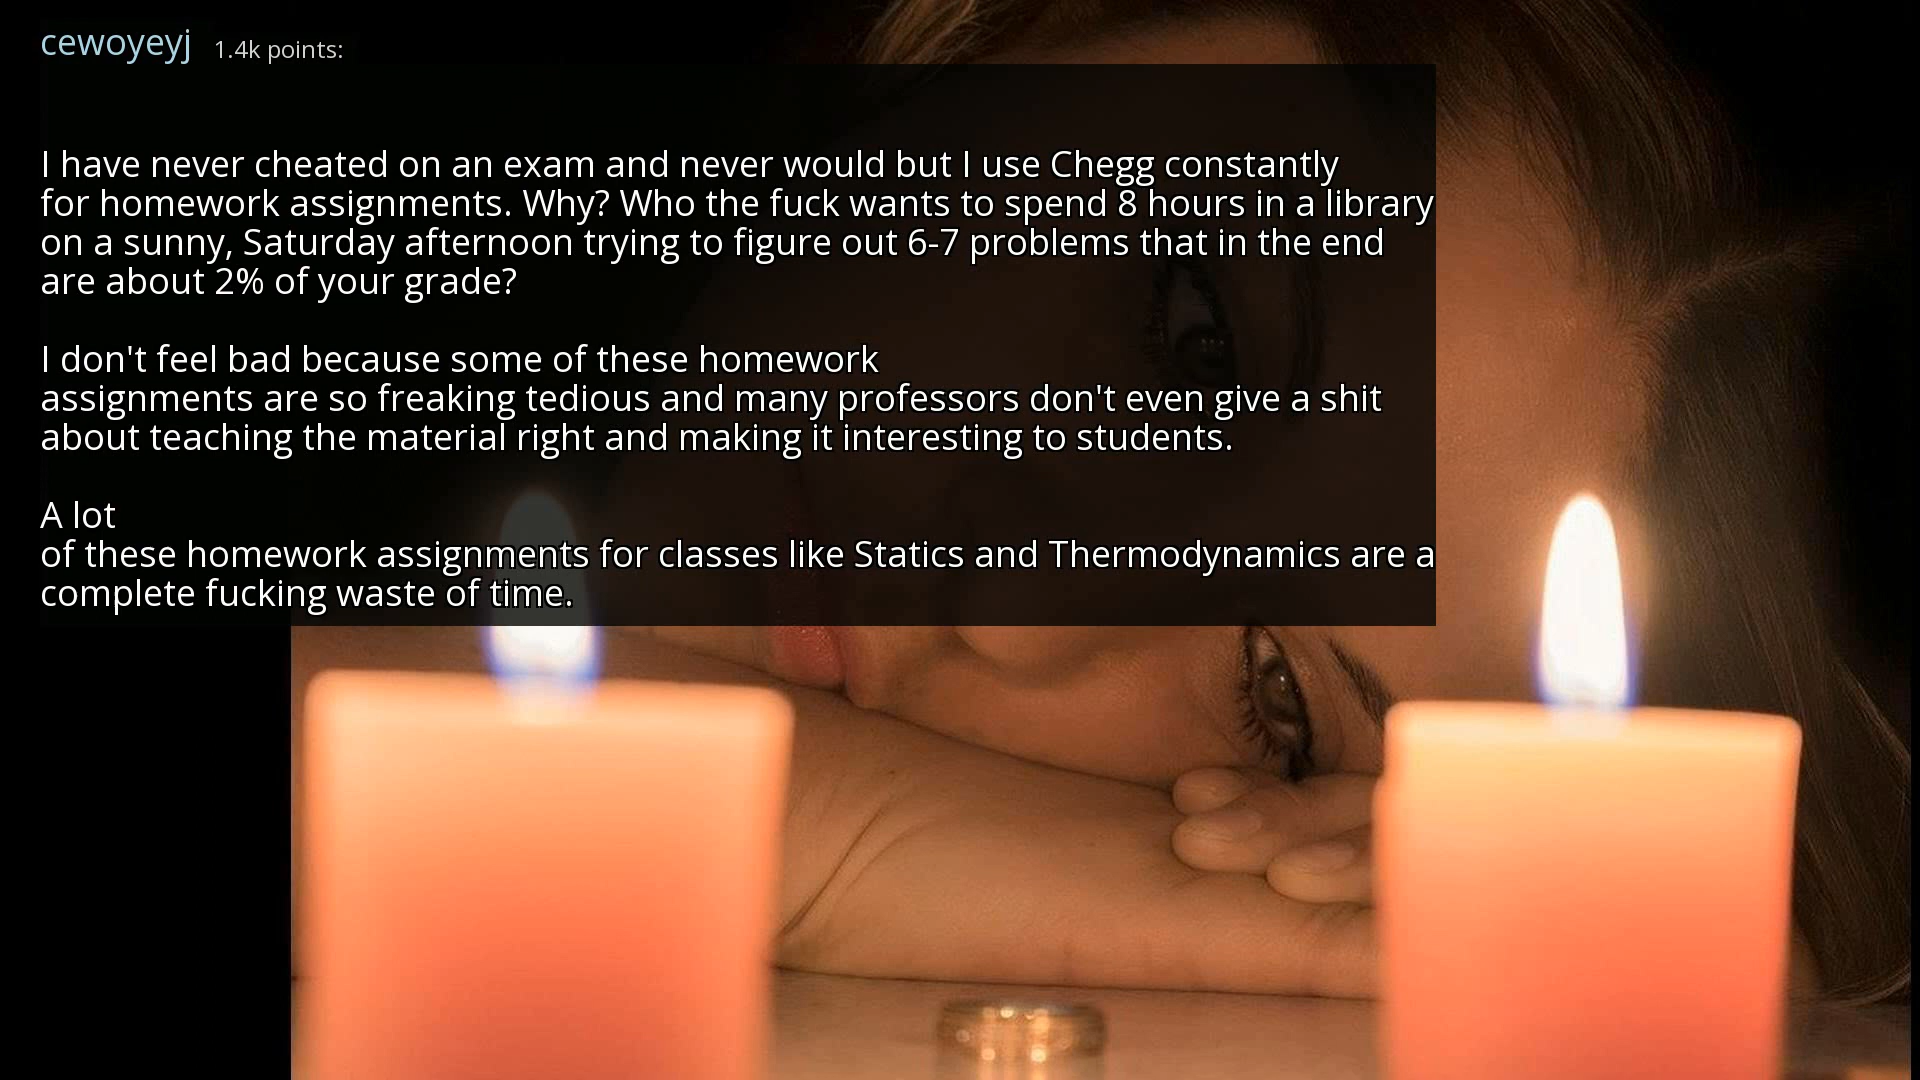 cewoyeyj 1.4k points:
I have never cheated on an exam and never would but I use Chegg constantly
for homework assignments. Why? Who the fuck wants to spend 8 hours in a library
on a sunny, Saturday afternoon trying to figure out 6-7 problems that in the end
are about 2% of your grade?
I don't feel bad because some of these homework
assignments are so freaking tedious and many professors don't even give a shit
about teaching the material right and making it interesting to students.
A lot
of these homework assignments for classes like Statics and Thermodynamics are a
complete fucking waste of time.